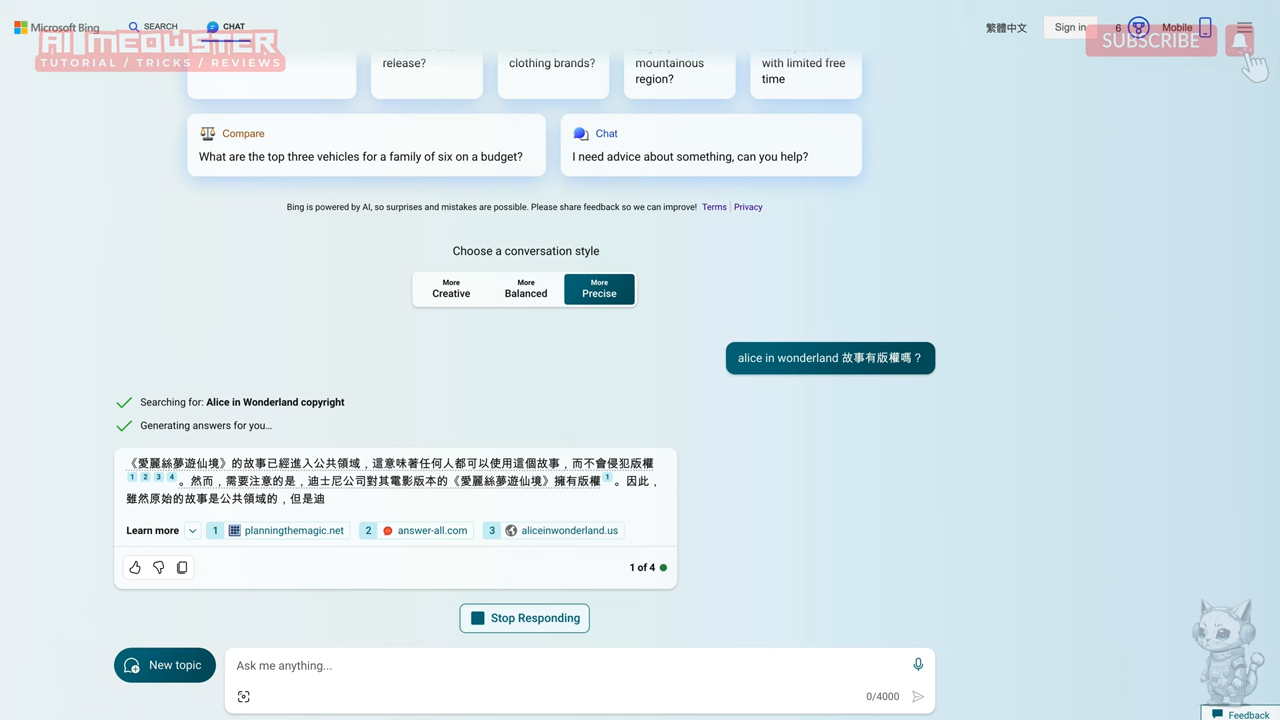 Microsoft Bing
SEARCH
CHAT
繁體中文
Sign in
6
Mobile
AI MEOWSTER
TUTORIAL / TRICKS / REVIEWS
SUBSCRIBE
release?
clothing brands?
mountainous
region?
with limited free
time
Compare
What are the top three vehicles for a family of six on a budget?
Chat
I need advice about something, can you help?
Bing is powered by AI, so surprises and mistakes are possible. Please share feedback so we can improve! Terms | Privacy
Choose a conversation style
More
Creative
More
Balanced
More
Precise
alice in wonderland 故事有版權嗎？
Searching for: Alice in Wonderland copyright
Generating answers for you...
《愛麗絲夢遊仙境》的故事已經進入公共領域，這意味著任何人都可以使用這個故事，而不會侵犯版權
1 2 3 4 。然而，需要注意的是，迪士尼公司對其電影版本的《愛麗絲夢遊仙境》擁有版權 1 。因此，
雖然原始的故事是公共領域的，但是迪
Learn more
1 planningthemagic.net
2 answer-all.com
3 aliceinwonderland.us
1 of 4
Stop Responding
New topic
Ask me anything...
0/4000
Feedback